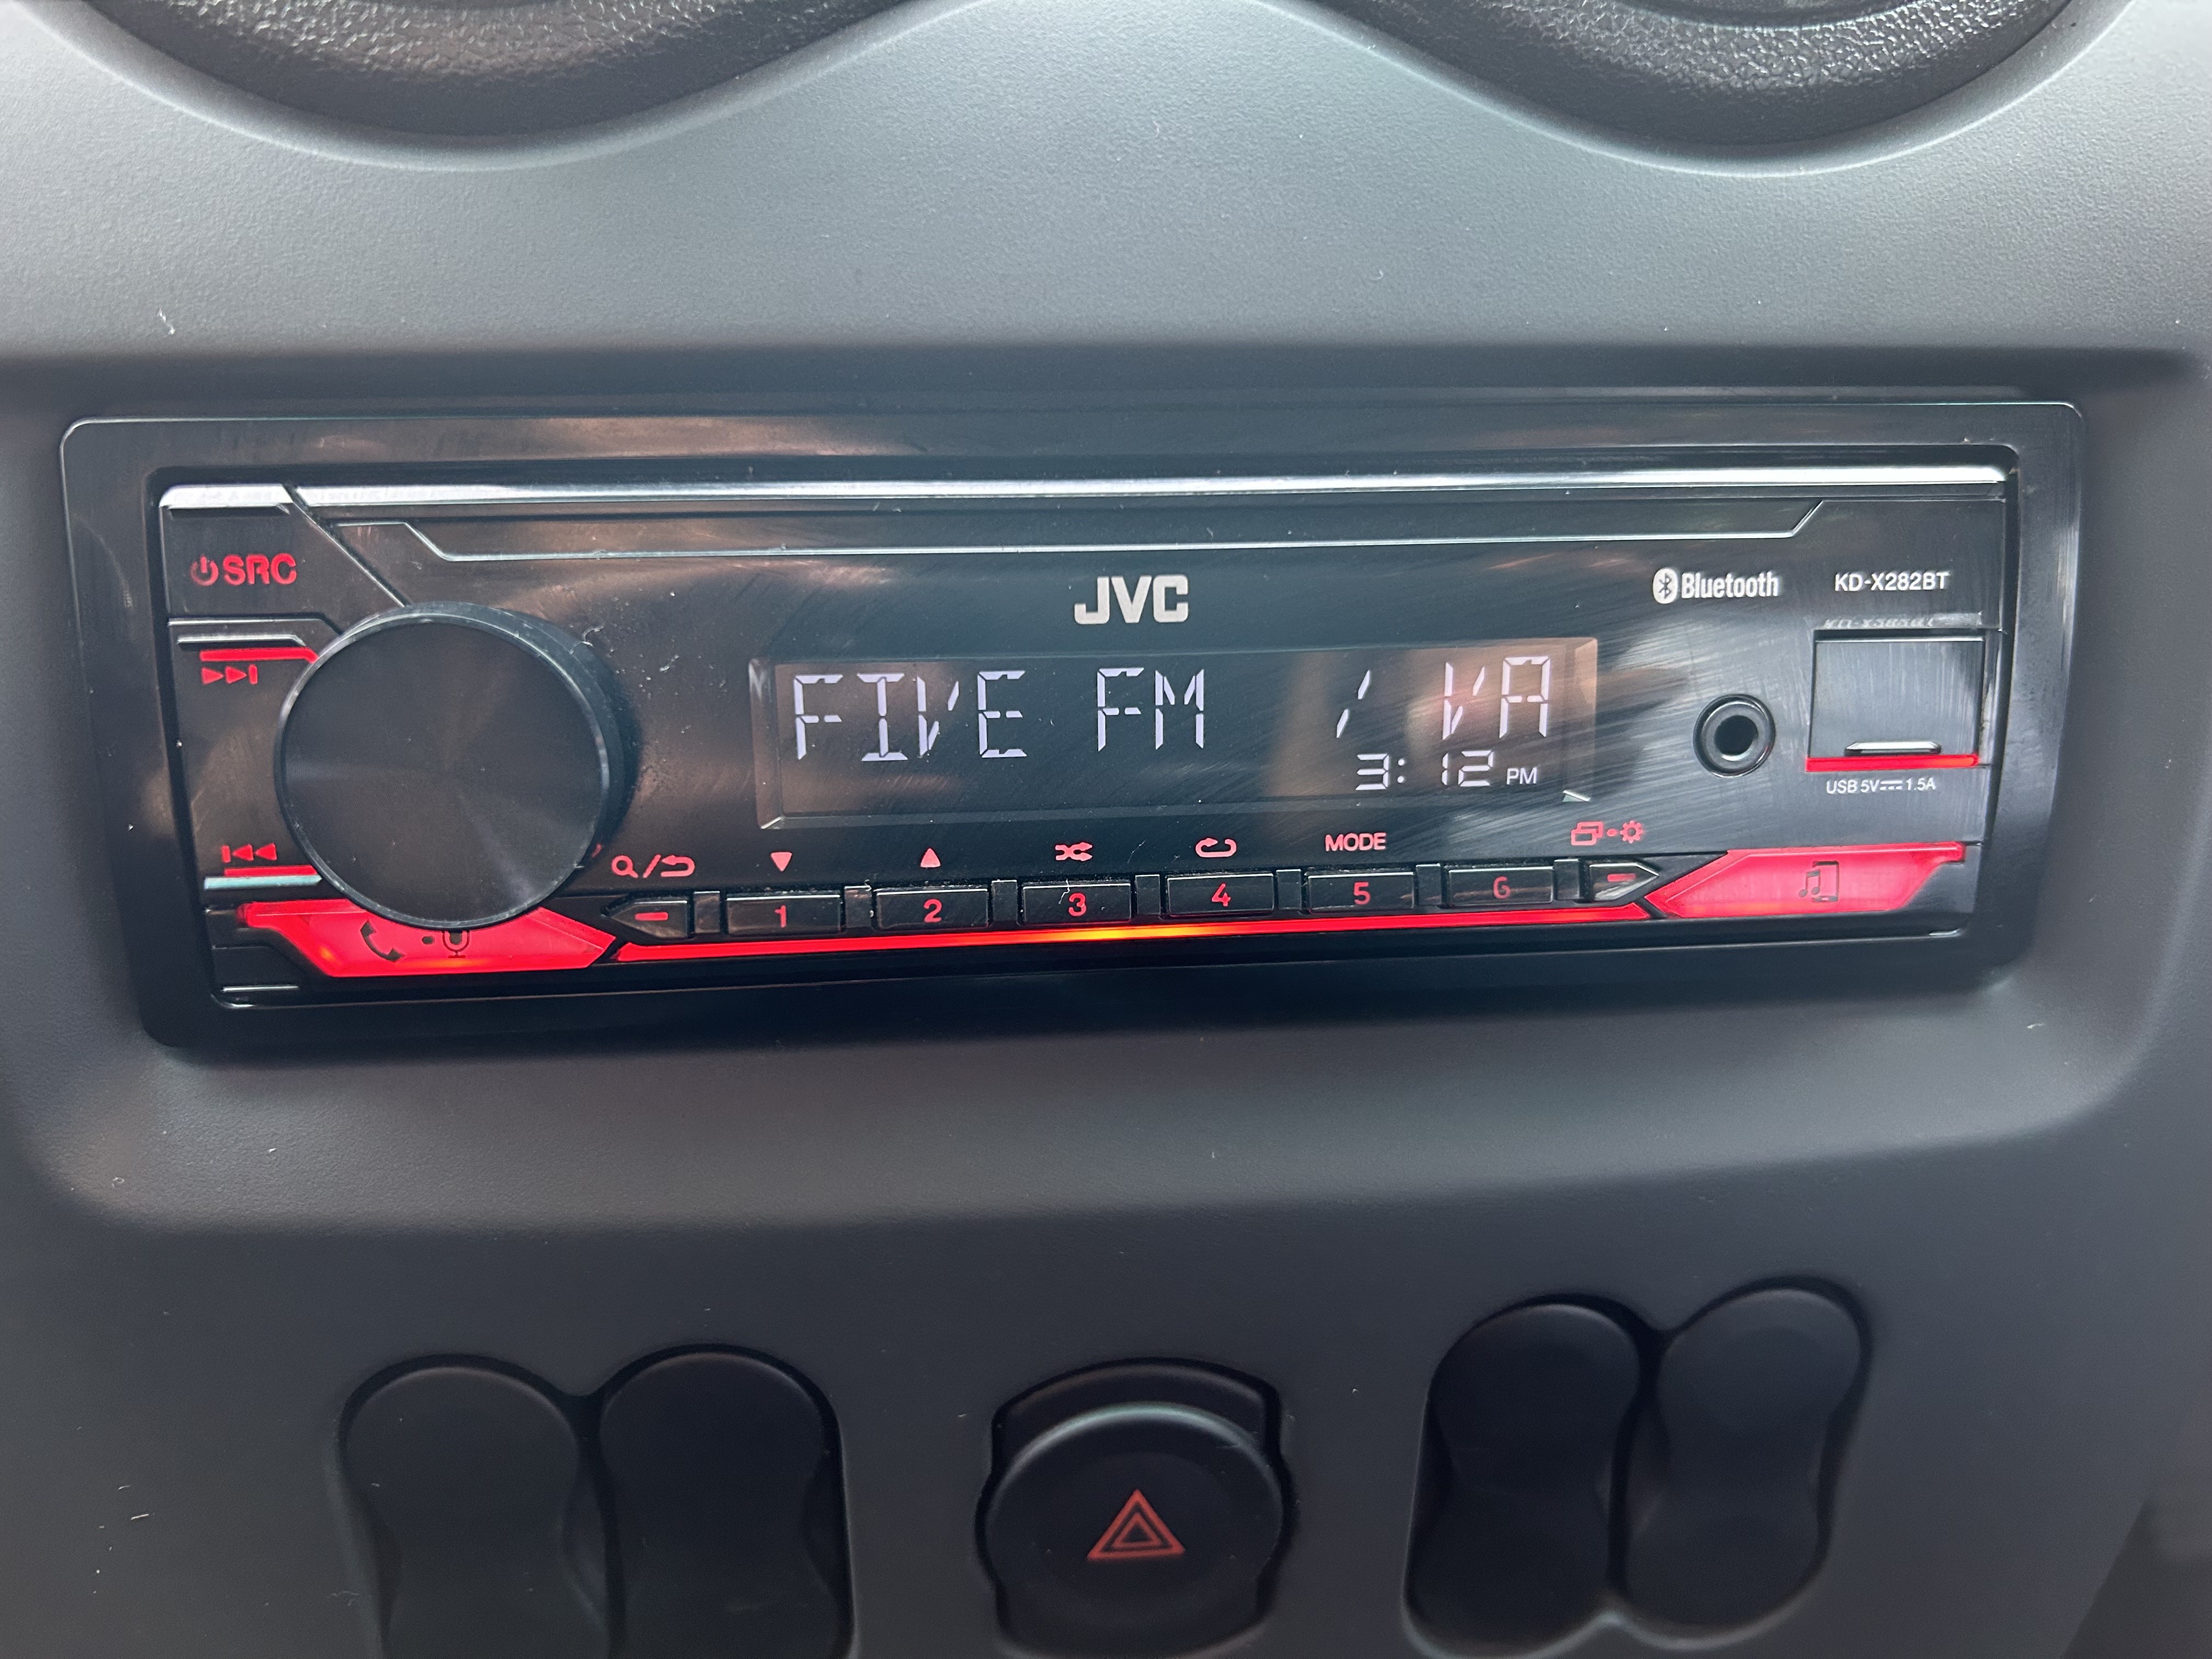 SRC
JVC
Bluetooth KD-X282BT
FIVE FM / VA
3:12 PM
USB 5V 1.5A
MODE
1 2 3 4 5 6